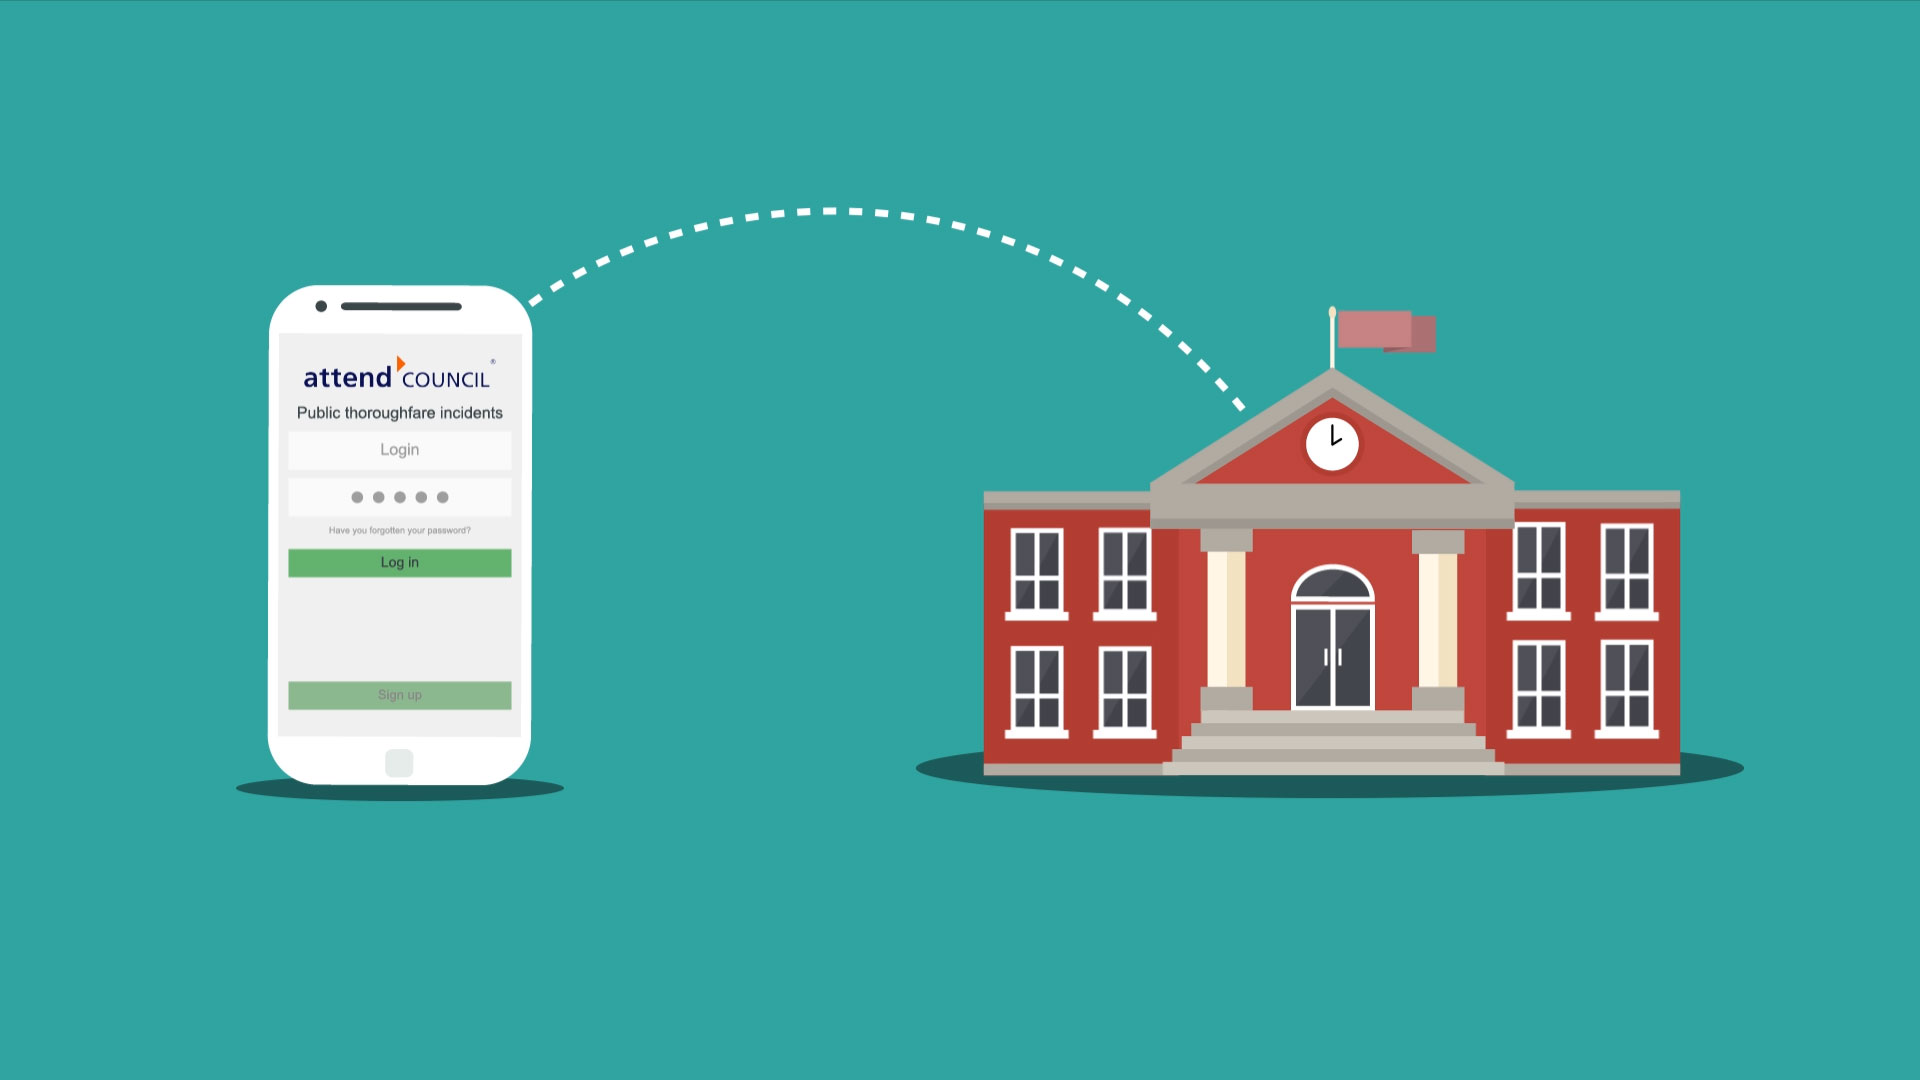 attend COUNCIL®
Public thoroughfare incidents
Login
Have you forgotten your password?
Log in
Sign up